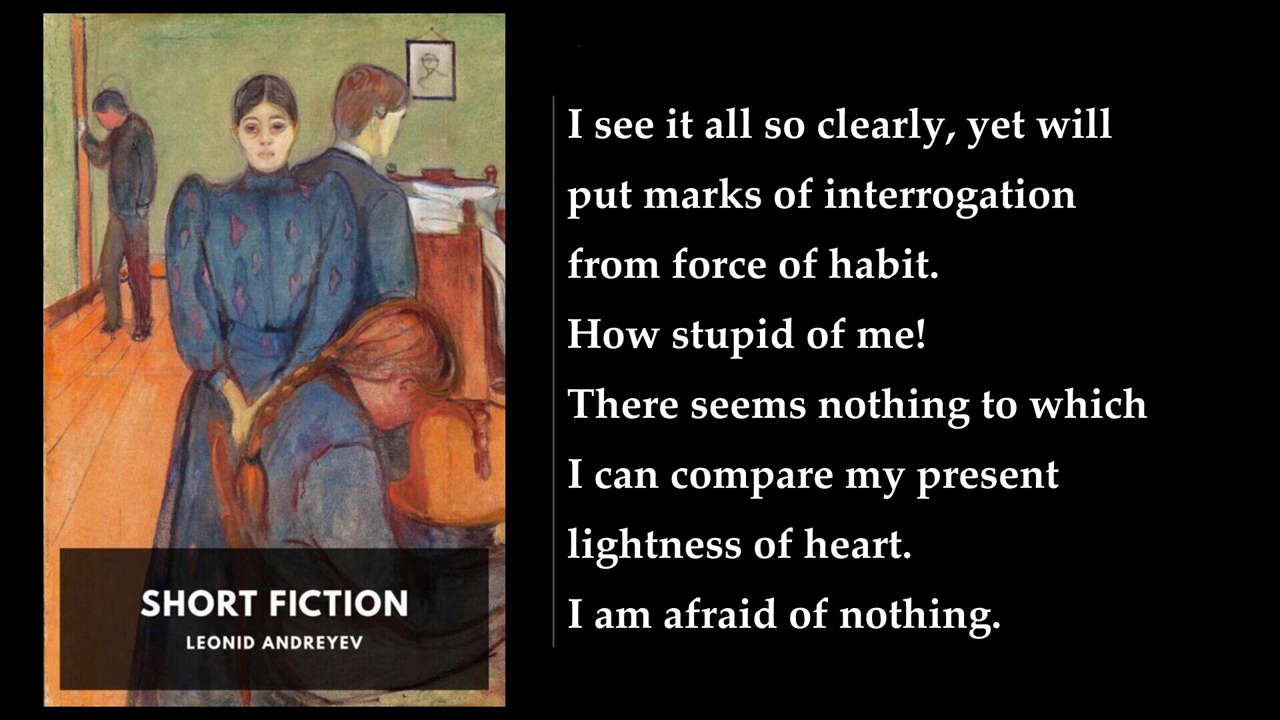 SHORT FICTION
LEONID ANDREYEV
I see it all so clearly, yet will
put marks of interrogation
from force of habit.
How stupid of me!
There seems nothing to which
I can compare my present
lightness of heart.
I am afraid of nothing.